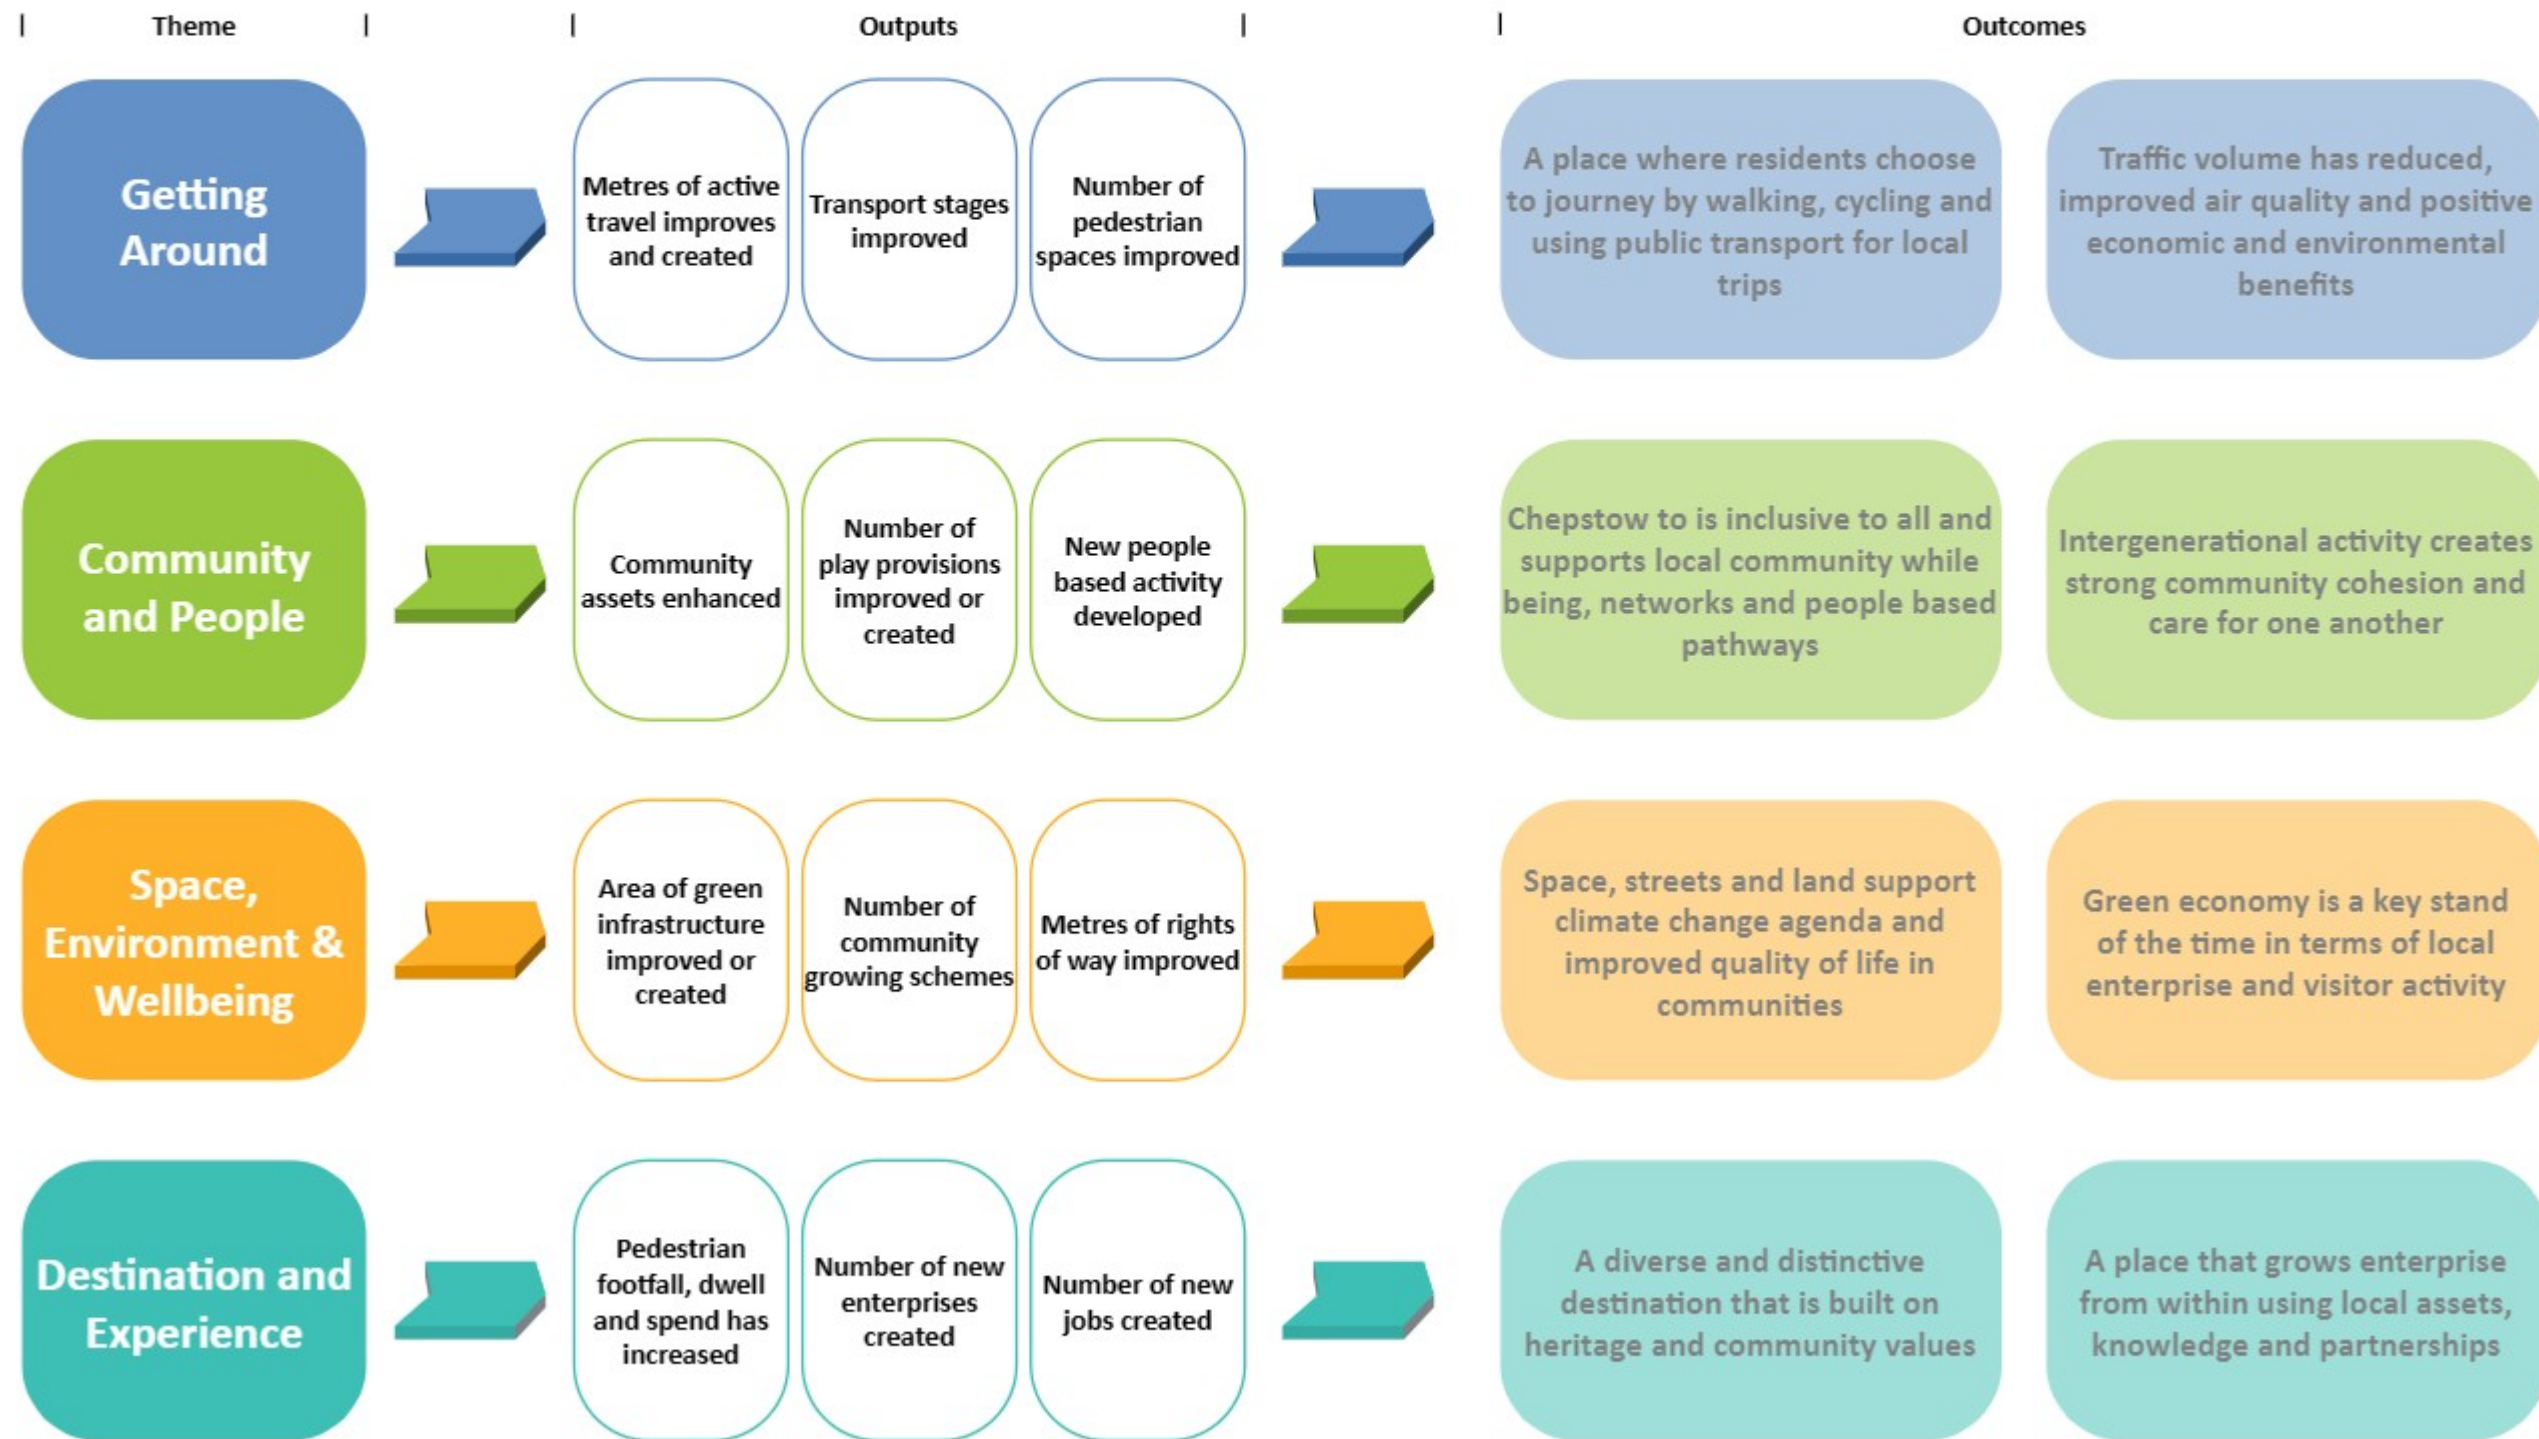 Theme
Outputs
Outcomes
Getting
Around
Metres of active
travel improves
and created
Transport stages
improved
Number of
pedestrian
spaces improved
A place where residents choose
to journey by walking, cycling and
using public transport for local
trips
Traffic volume has reduced,
improved air quality and positive
economic and environmental
benefits
Community
and People
Community
assets enhanced
Number of
play provisions
improved or
created
New people
based activity
developed
Chepstow to is inclusive to all and
supports local community while
being, networks and people based
pathways
Intergenerational activity creates
strong community cohesion and
care for one another
Space,
Environment &
Wellbeing
Area of green
infrastructure
improved or
created
Number of
community
growing schemes
Metres of rights
of way improved
Space, streets and land support
climate change agenda and
improved quality of life in
communities
Green economy is a key stand
of the time in terms of local
enterprise and visitor activity
Destination and
Experience
Pedestrian
footfall, dwell
and spend has
increased
Number of new
enterprises
created
Number of new
jobs created
A diverse and distinctive
destination that is built on
heritage and community values
A place that grows enterprise
from within using local assets,
knowledge and partnerships